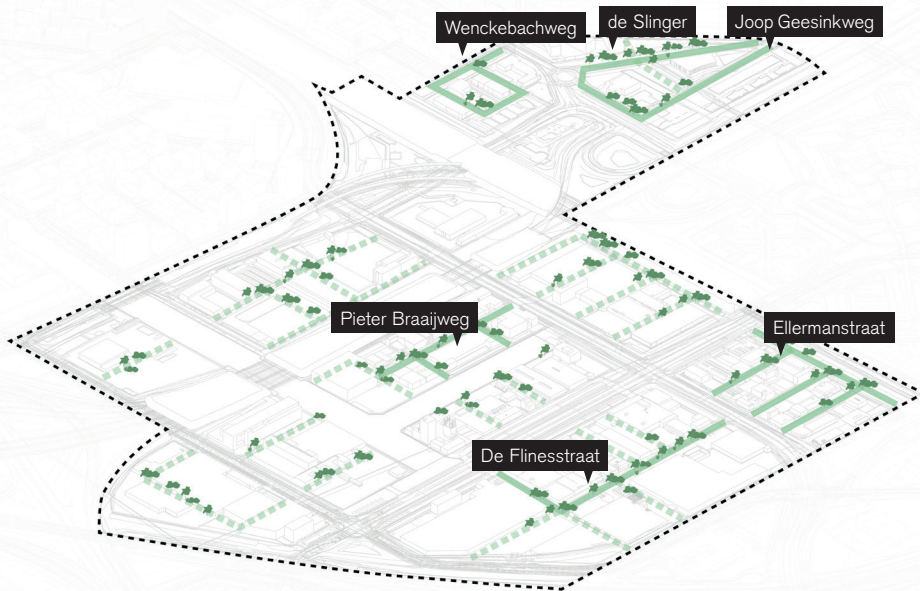 Wenckebachweg
de Slinger
Joop Geesinkweg
Pieter Braaijweg
Ellermanstraat
De Flinesstraat